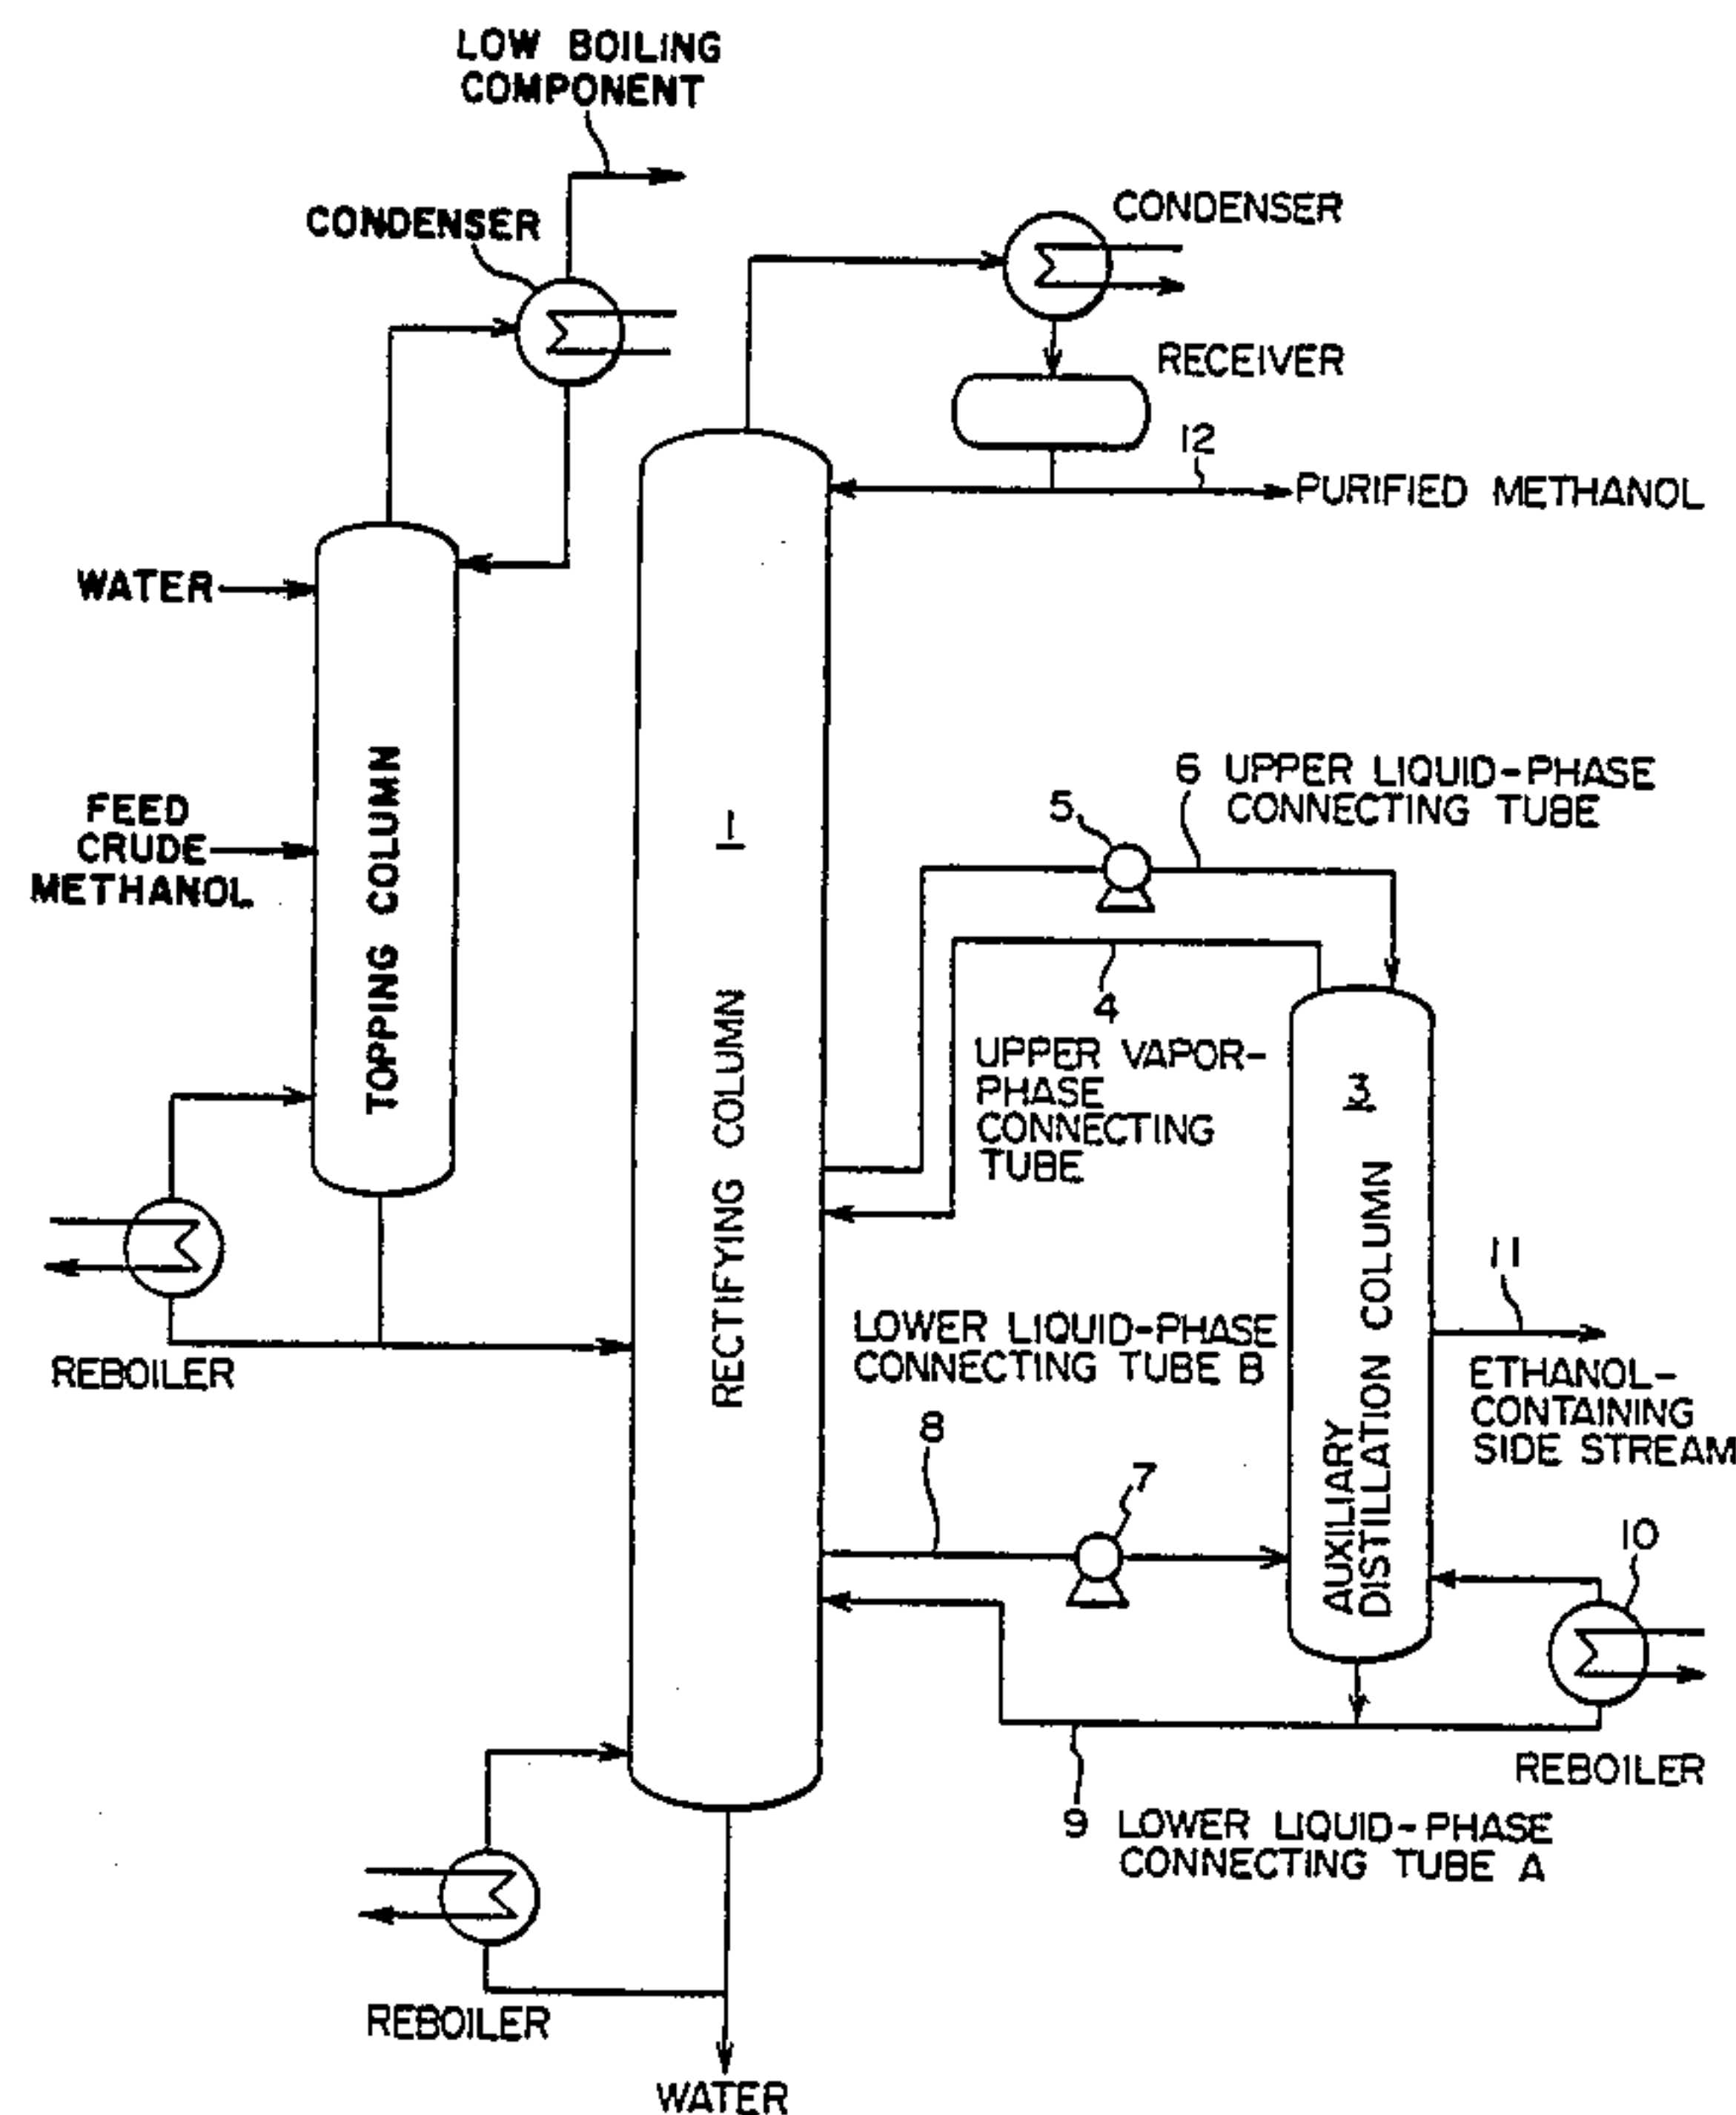 LOW BOILING
COMPONENT
CONDENSER
CONDENSER
RECEIVER
12
PURIFIED METHANOL
WATER
FEED
CRUDE
METHANOL
TOPPING COLUMN
RECTIFYING COLUMN 1
5
6 UPPER LIQUID-PHASE
CONNECTING TUBE
4
UPPER VAPOR-
PHASE
CONNECTING
TUBE
3
AUXILIARY
DISTILLATION COLUMN
11
ETHANOL-
CONTAINING
SIDE STREAM
LOWER LIQUID-PHASE
CONNECTING TUBE B
8
7
10
REBOILER
REBOILER
9 LOWER LIQUID-PHASE
CONNECTING TUBE A
REBOILER
WATER